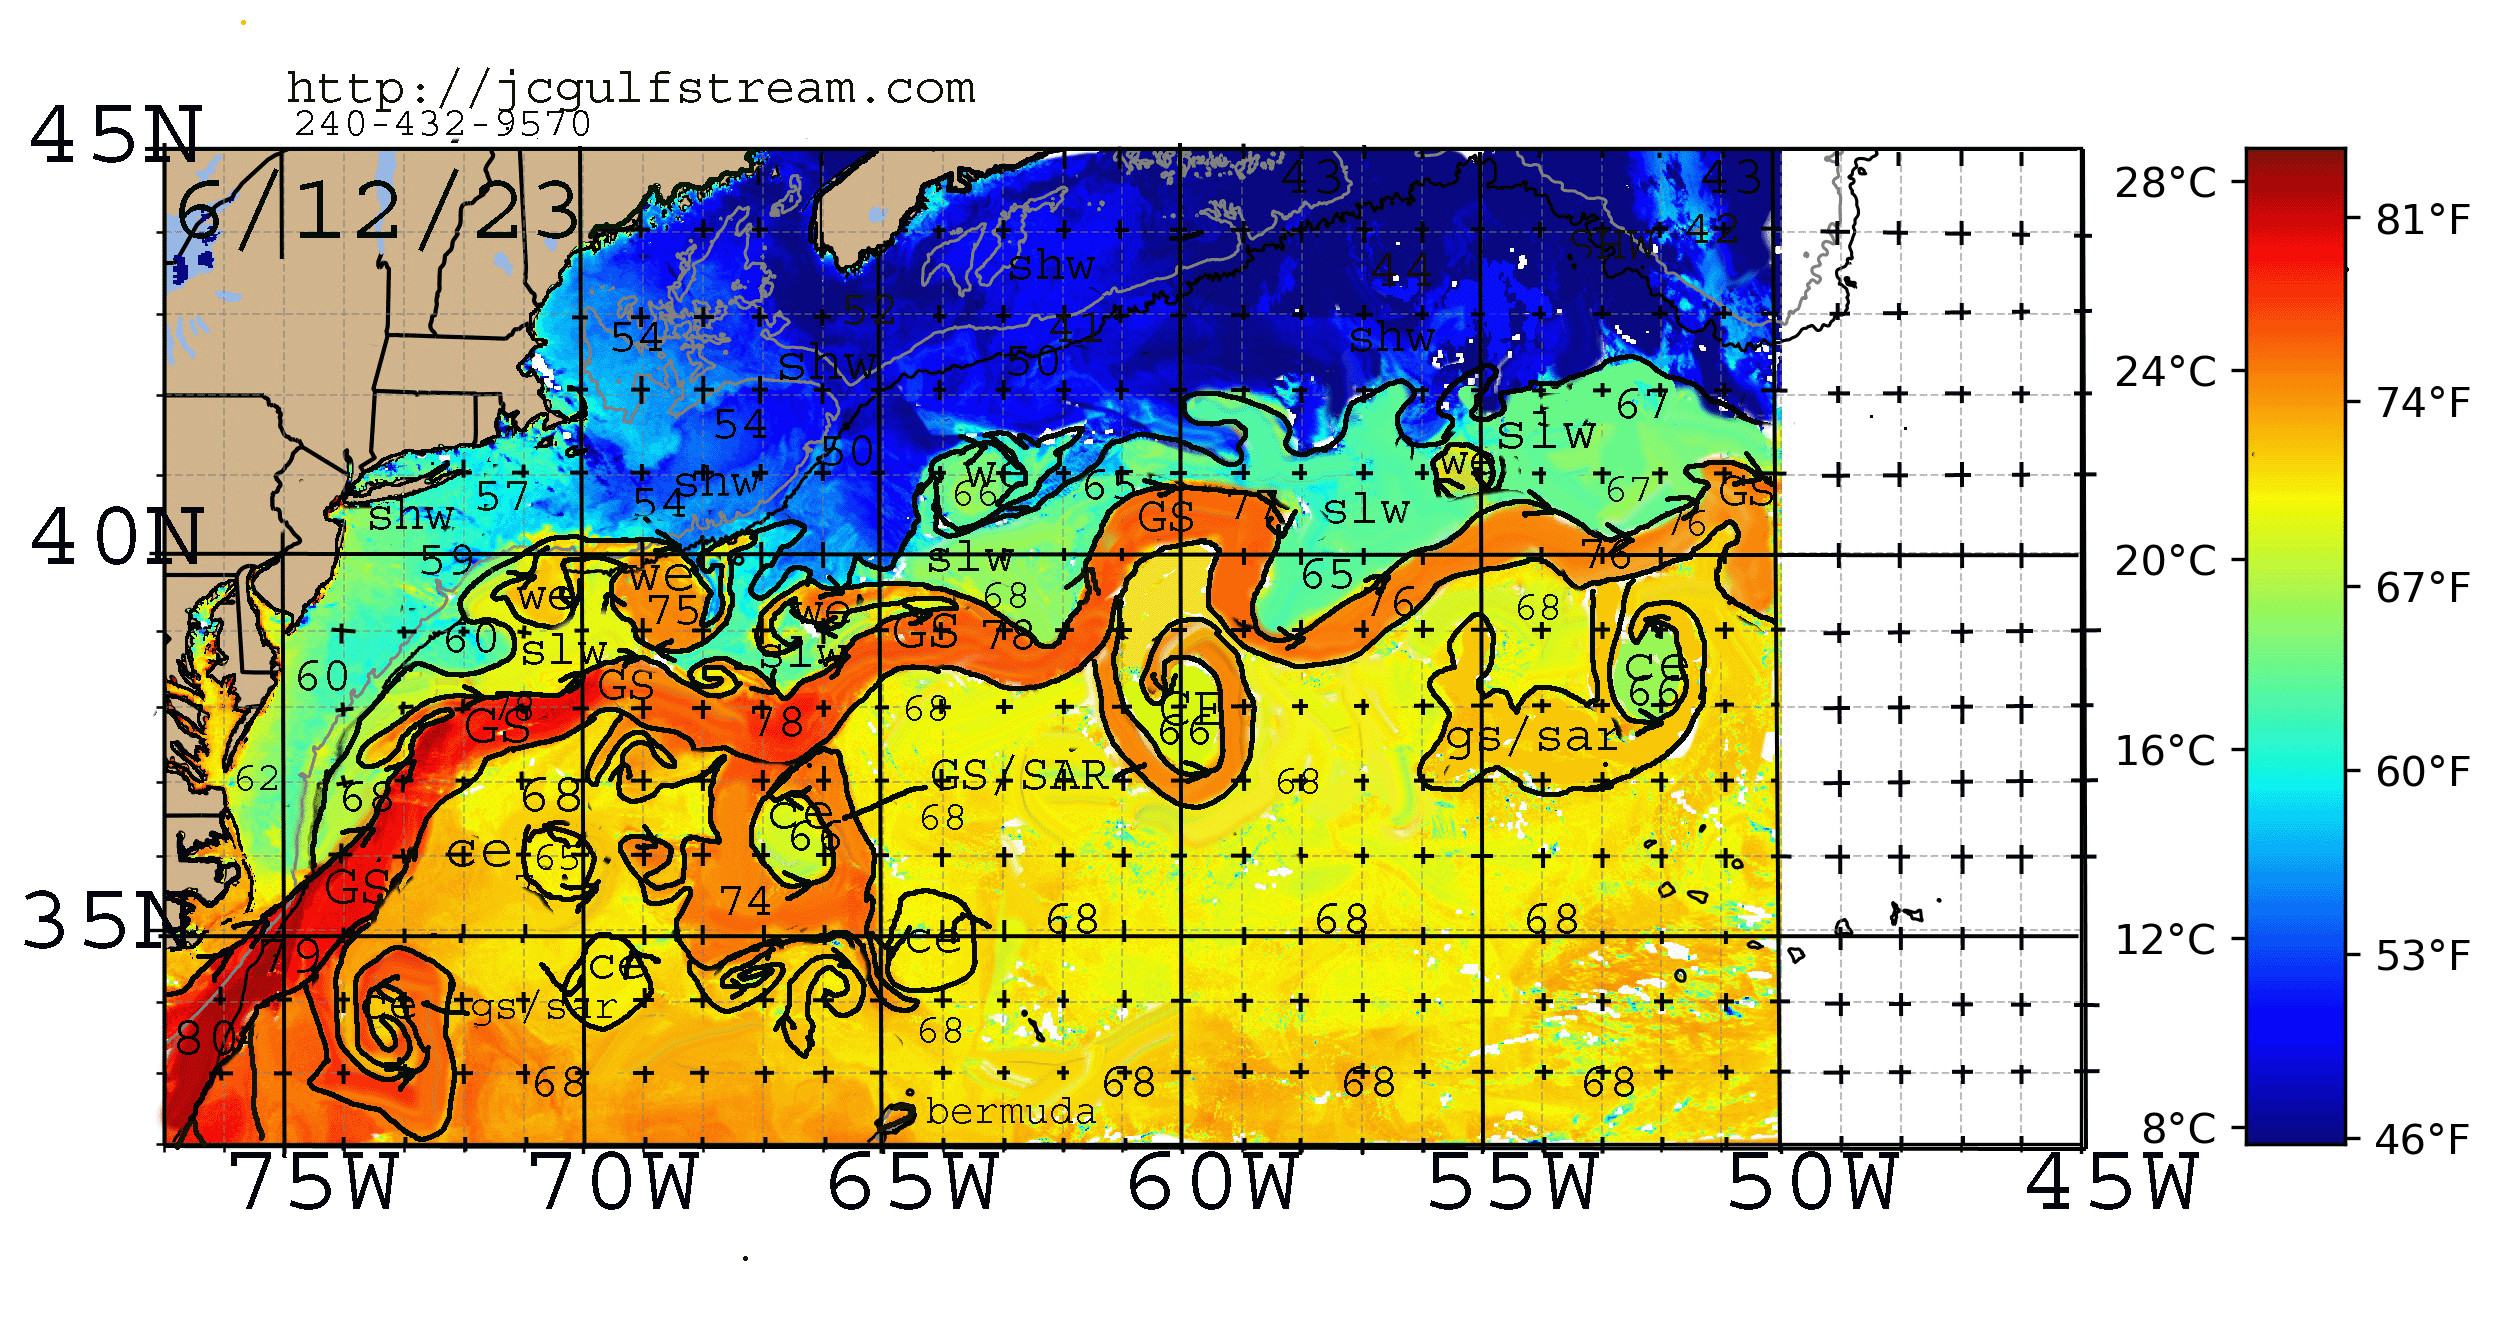 http://jcgulfstream.com
240-432-9570
45N
6/12/23
43
43
42
shw
shw
44
52
54
41
shw
shw
50
67
54
slw
50
we
we
66
65
67
GS
57
shw
54
shw
GS
77
slw
76
40N
59
slw
76
we
we
75
we
68
65
76
68
60
slw
slw
GS
78
ce
66
60
GS
78
GS
78
68
CE
66
gs/sar
62
68
68
GS/SAR
68
ce
68
68
ce
65
GS
74
35N
ce
68
68
68
79
ce
ce
gs/sar
68
80
68
68
68
68
bermuda
75W
70W
65W
60W
55W
50W
45W
28°C
24°C
20°C
16°C
12°C
8°C
81°F
74°F
67°F
60°F
53°F
46°F